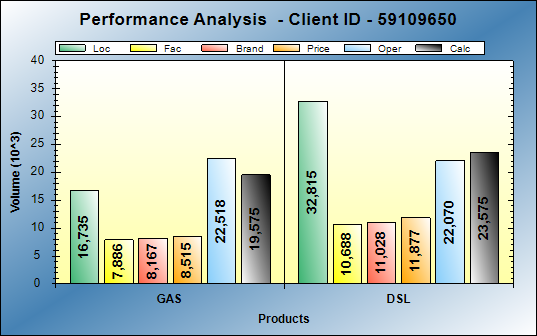 Performance Analysis - Client ID - 59109650
Loc Fac Brand Price Oper Calc
Volume (10^3)
40
35
30
25
20
15
10
5
0
16,735 7,886 8,167 8,515 22,518 19,575
32,815 10,688 11,028 11,877 22,070 23,575
GAS DSL
Products